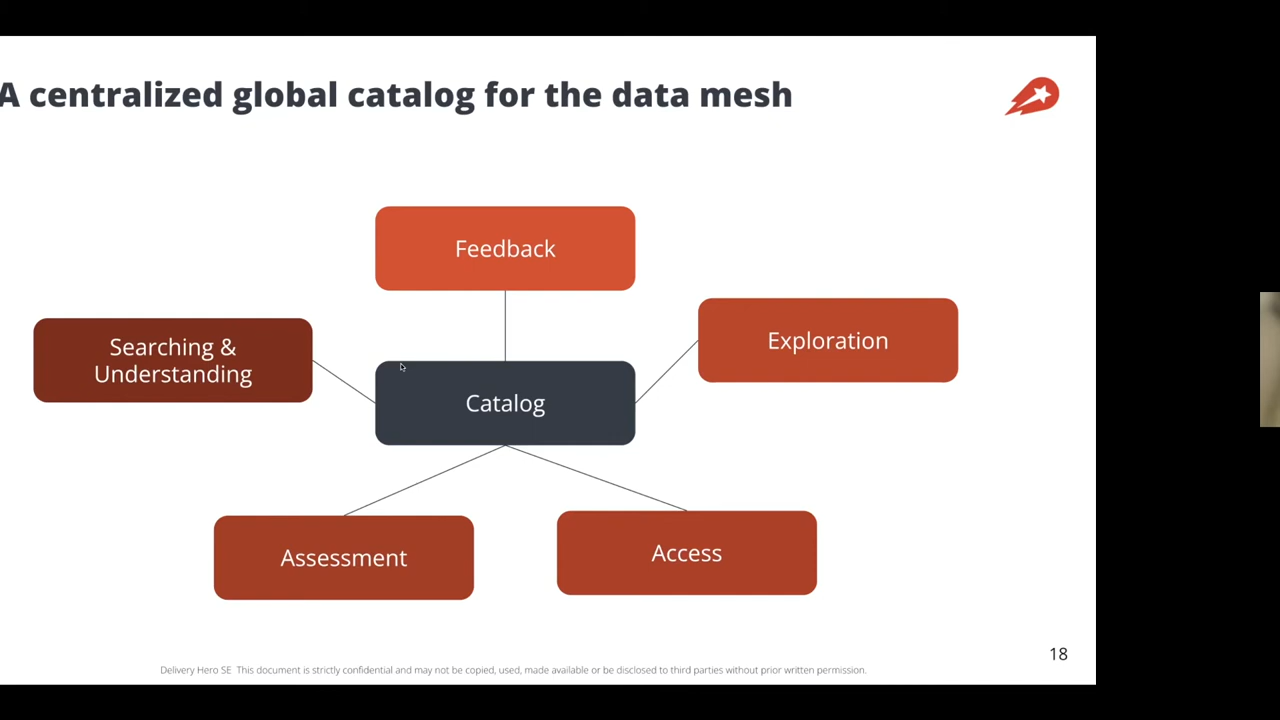 A centralized global catalog for the data mesh
Feedback
Searching &
Understanding
Exploration
Catalog
Assessment
Access
18
Delivery Hero SE This document is strictly confidential and may not be copied, used, made available or be disclosed to third parties without prior written permission.